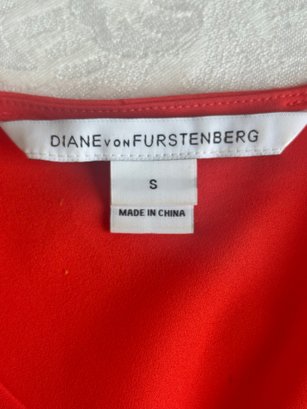 DIANE VON FURSTENBERG
S
MADE IN CHINA